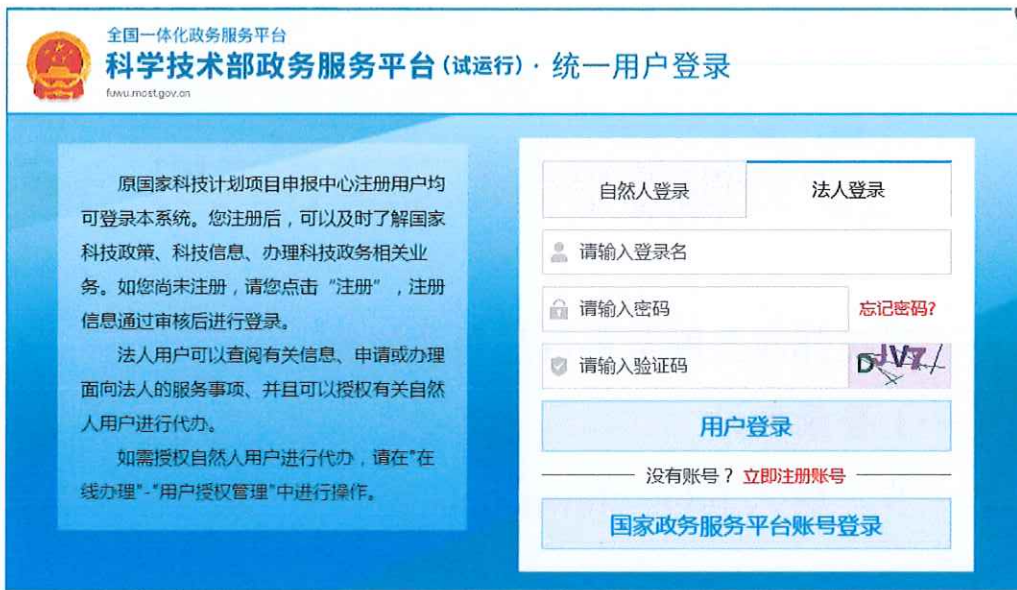 全国一体化政务服务平台
科学技术部政务服务平台(试运行)·统一用户登录
fuwu.most.gov.cn
原国家科技计划项目申报中心注册用户均
可登录本系统。您注册后,可以及时了解国家
科技政策、科技信息、办理科技政务相关业
务。如您尚未注册,请您点击“注册”,注册
信息通过审核后进行登录。
法人用户可以查阅有关信息、申请或办理
面向法人的服务事项、并且可以授权有关自然
人用户进行代办。
如需授权自然人用户进行代办,请在"在
线办理"-"用户授权管理"中进行操作。
自然人登录 法人登录
请输入登录名
请输入密码 忘记密码?
请输入验证码 DJV7
用户登录
没有账号?立即注册账号
国家政务服务平台账号登录